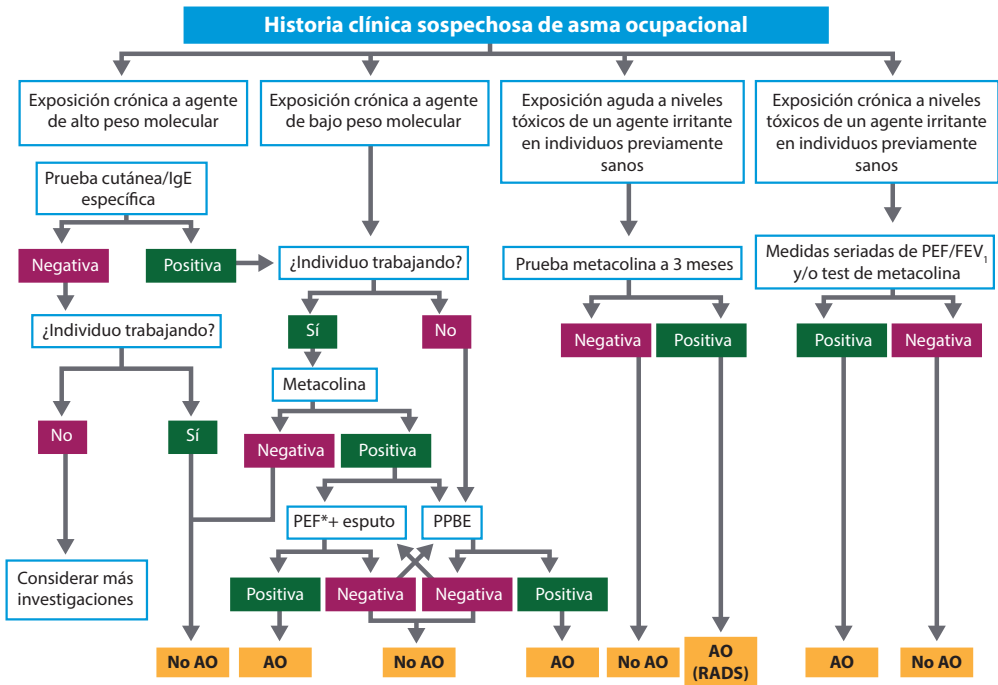 Historia clínica sospechosa de asma ocupacional
Exposición crónica a agente
de alto peso molecular
Exposición crónica a agente
de bajo peso molecular
Exposición aguda a niveles
tóxicos de un agente irritante
en individuos previamente
sanos
Exposición crónica a niveles
tóxicos de un agente irritante
en individuos previamente
sanos
Prueba cutánea/IgE
específica
Negativa
Positiva
¿Individuo trabajando?
Prueba metacolina a 3 meses
Medidas seriadas de PEF/FEV₁
y/o test de metacolina
¿Individuo trabajando?
Sí
No
Negativa
Positiva
Positiva
Negativa
Metacolina
No
Sí
Negativa
Positiva
PEF*+ esputo
PPBE
Considerar más
investigaciones
Positiva
Negativa
Negativa
Positiva
No AO
AO
No AO
AO
No AO
AO
(RADS)
AO
No AO